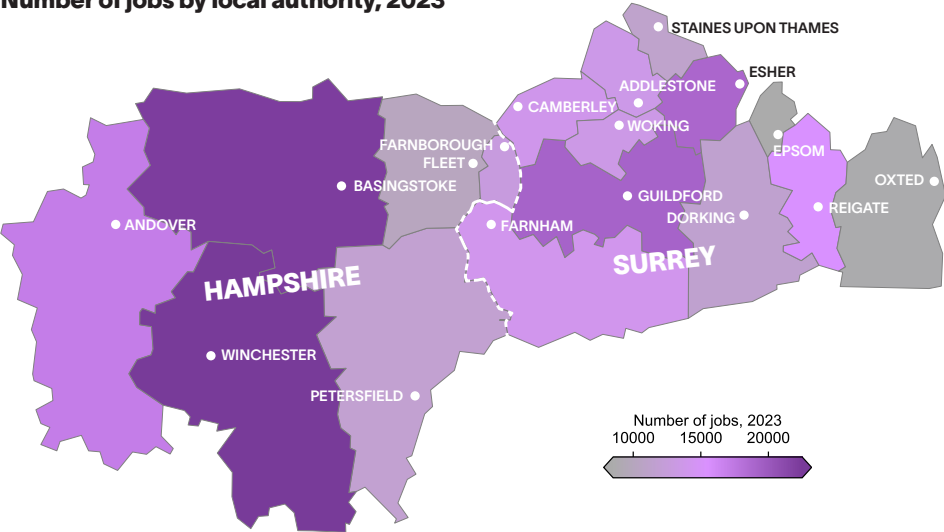 Number of jobs by local authority, 2023
STAINES UPON THAMES
ESHER
ADDLESTONE
CAMBERLEY
WOKING
FARNBOROUGH
FLEET
EPSOM
BASINGSTOKE
OXTED
GUILDFORD
REIGATE
DORKING
ANDOVER
FARNHAM
SURREY
HAMPSHIRE
WINCHESTER
PETERSFIELD
Number of jobs, 2023
10000 15000 20000